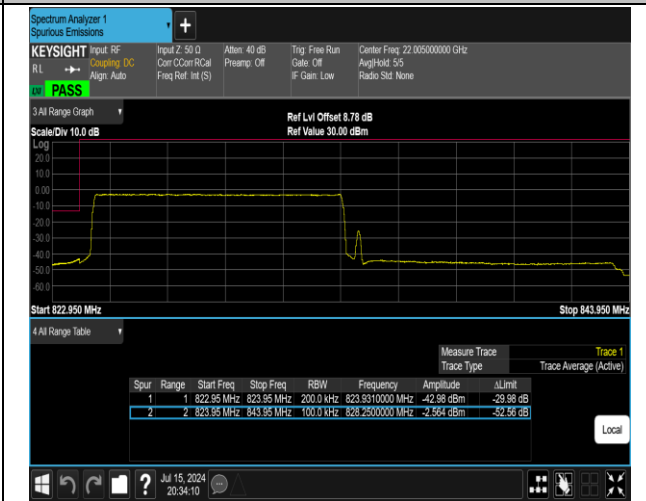 Spectrum Analyzer 1
Spurious Emissions
+
KEYSIGHT Input: RF Input Z: 50 Ω Atten: 40 dB Trig: Free Run Center Freq: 22.005000000 GHz
RL Coupling: DC Corr CCorr RCal Preamp: Off Gate: Off Avg|Hold: 5/5
Align: Auto Freq Ref: Int (S) IF Gain: Low Radio Std: None
PASS
3 All Range Graph
Ref Lvl Offset 8.78 dB
Scale/Div 10.0 dB Ref Value 30.00 dBm
Log
20.0
10.0
0.00
-10.0
-20.0
-30.0
-40.0
-50.0
-60.0
Start 822.950 MHz Stop 843.950 MHz
4 All Range Table
Measure Trace Trace 1
Trace Type Trace Average (Active)
Spur Range Start Freq Stop Freq RBW Frequency Amplitude ΔLimit
1 1 822.95 MHz 823.95 MHz 200.0 kHz 823.9310000 MHz -42.98 dBm -29.98 dB
2 2 823.95 MHz 843.95 MHz 100.0 kHz 828.2500000 MHz -2.564 dBm -52.56 dB
Local
? Jul 15, 2024
20:34:10